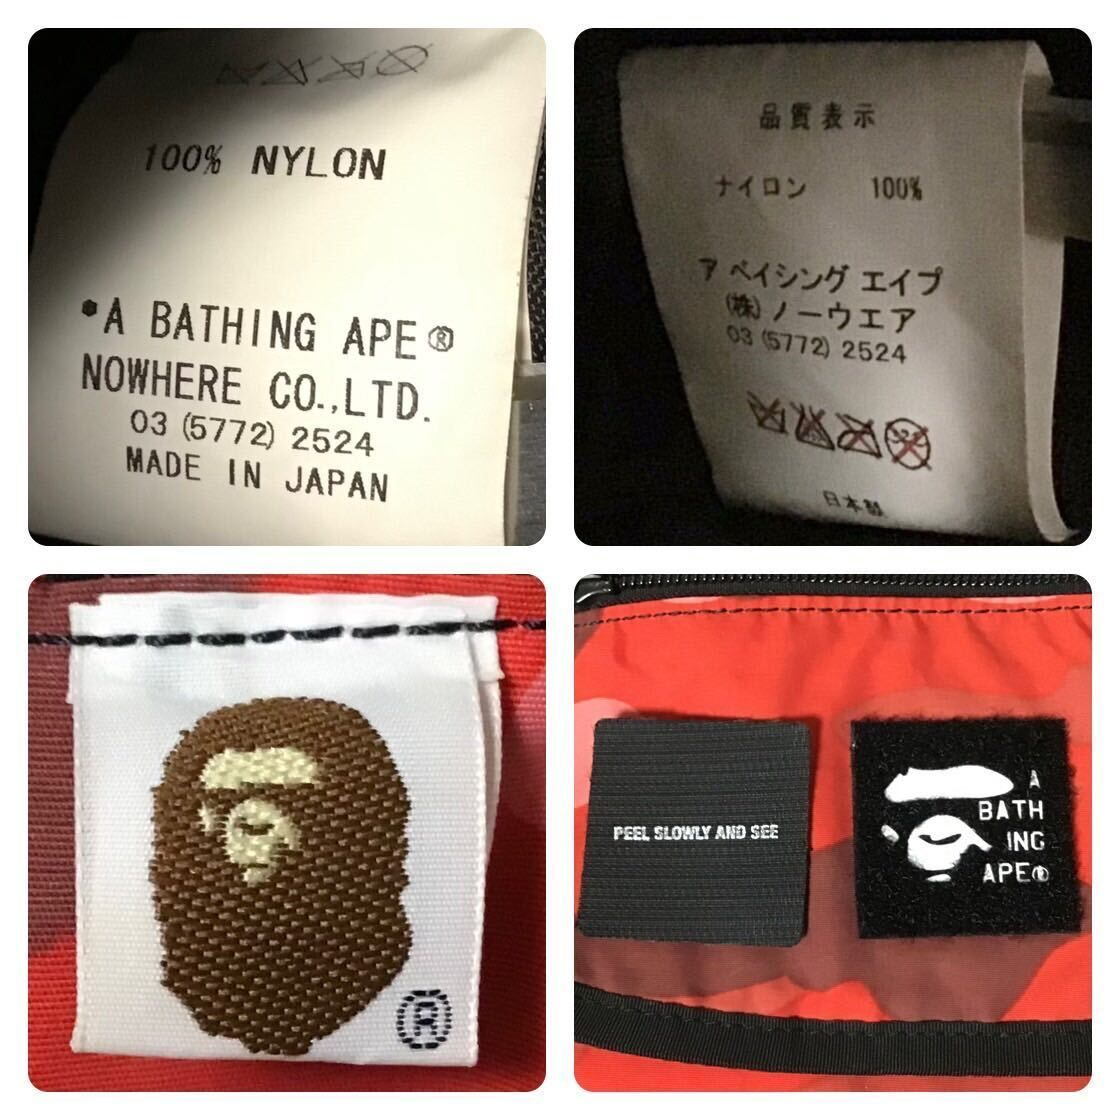 100% NYLON
*A BATHING APE®
NOWHERE CO.,LTD.
03 (5772) 2524
MADE IN JAPAN
品質表示
ナイロン 100%
ア ベイシング エイプ
(株) ノーウエア
03 (5772) 2524
日本製
®
PEEL SLOWLY AND SEE
A
BATH
ING
APE®